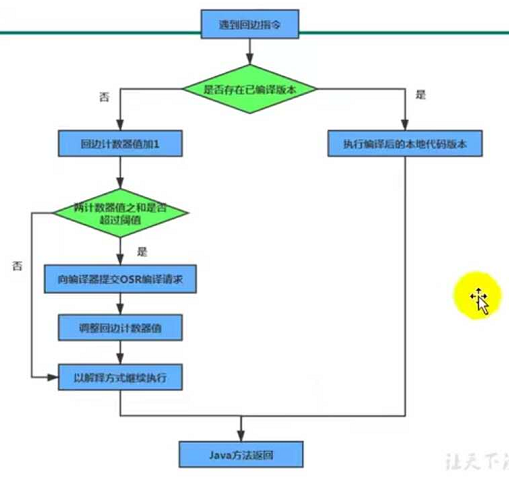 遇到回边指令
是否存在已编译版本
否
是
回边计数器值加1
执行编译后的本地代码版本
两计数器值之和是否
超过阈值
是
否
向编译器提交OSR编译请求
调整回边计数器值
以解释方式继续执行
Java方法返回
让天下